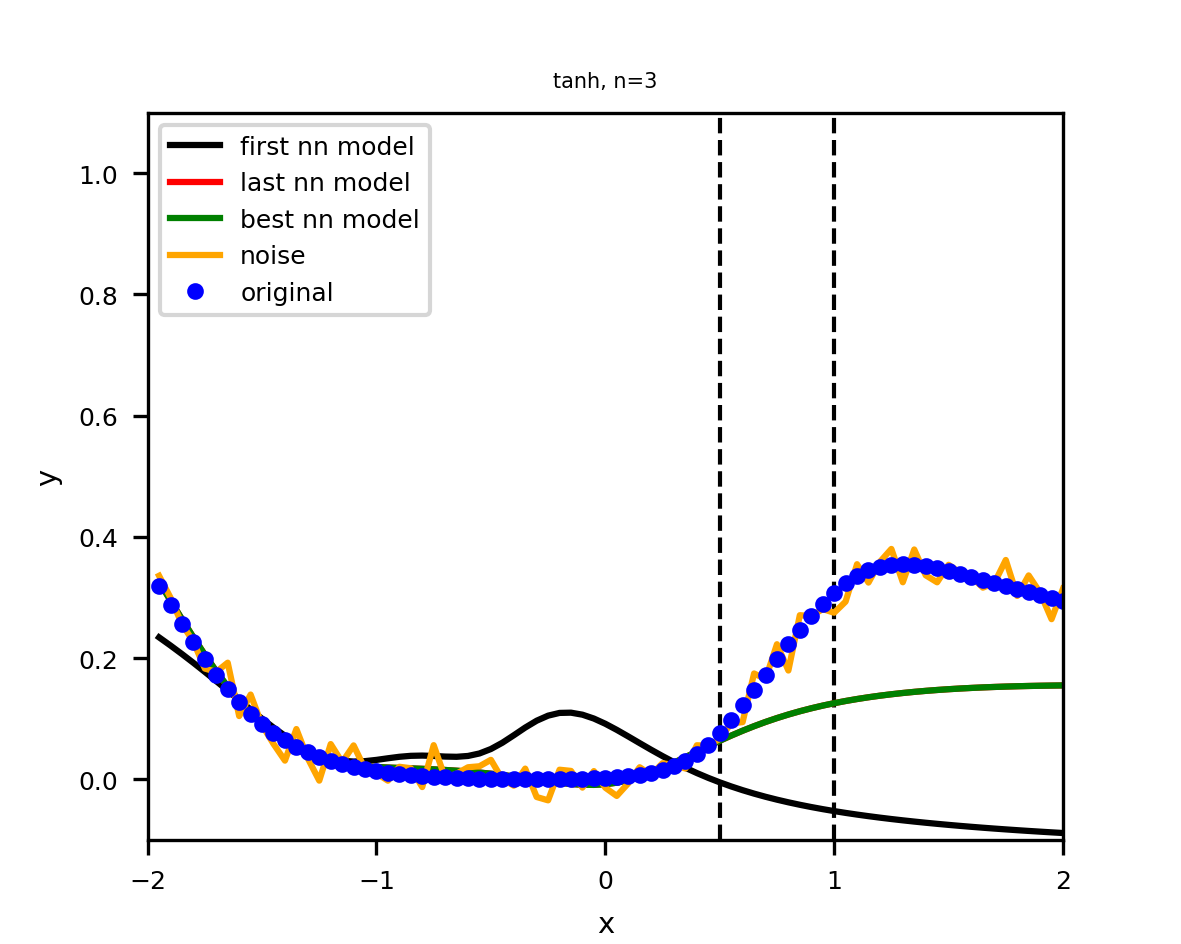 tanh, n=3
first nn model
last nn model
best nn model
noise
original
1.0
0.8
0.6
0.4
0.2
0.0
y
−2
−1
0
1
2
x